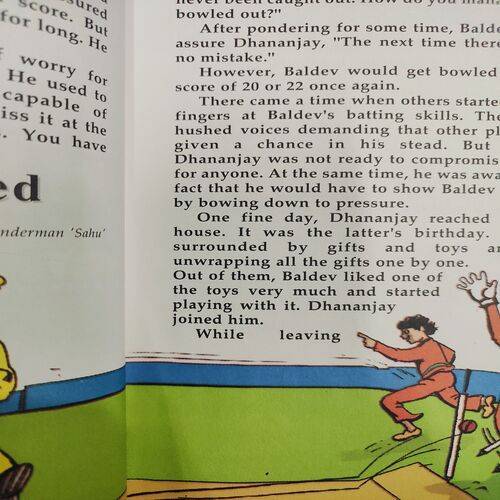 ssured
score. But
for long. He
f worry for
He used to
capable of
iss it at the
You have
ed
nderman 'Sahu'
never been caught out. How do you man
bowled out?"
After pondering for some time, Balde
assure Dhananjay, "The next time there
no mistake."
However, Baldev would get bowled
score of 20 or 22 once again.
There came a time when others starte
fingers at Baldev's batting skills. The
hushed voices demanding that other pl
given a chance in his stead. But
Dhananjay was not ready to compromis
for anyone. At the same time, he was awa
fact that he would have to show Baldev
by bowing down to pressure.
One fine day, Dhananjay reached
house. It was the latter's birthday.
surrounded by gifts and toys a
unwrapping all the gifts one by one.
Out of them, Baldev liked one of
the toys very much and started
playing with it. Dhananjay
joined him.
While leaving